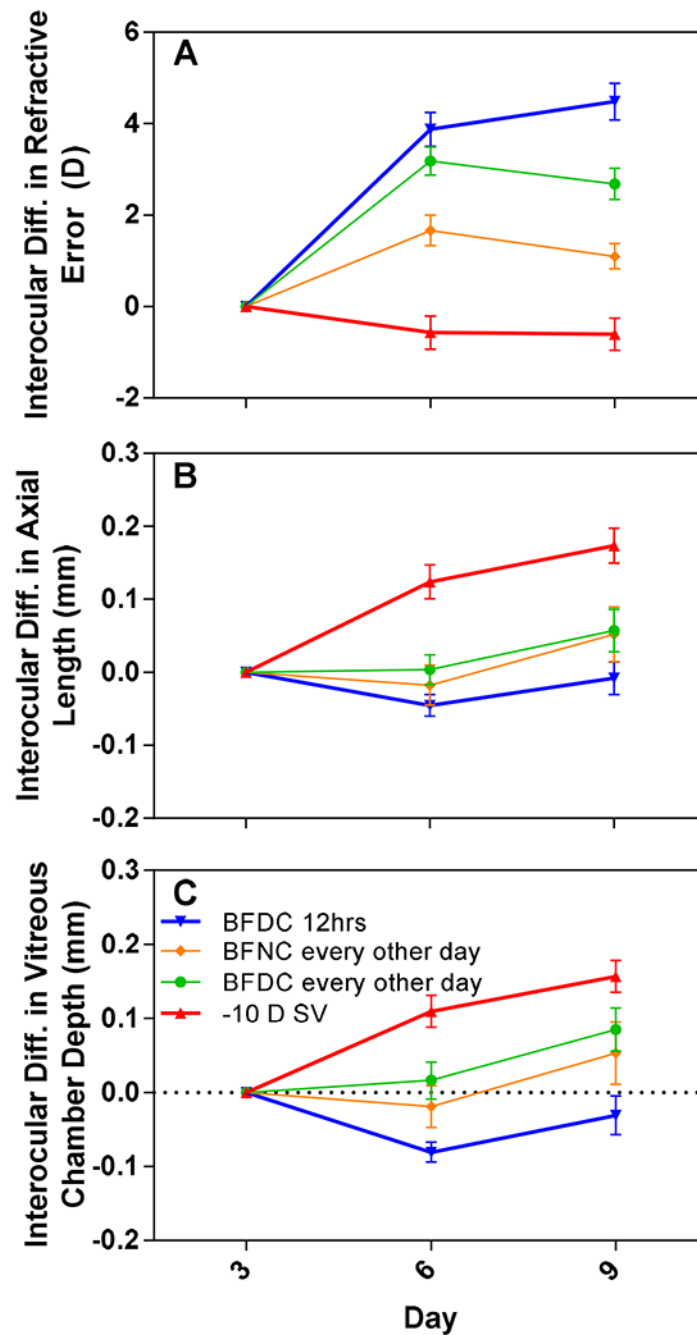 A
Interocular Diff. in Refractive
Error (D)
6
4
2
0
-2
B
Interocular Diff. in Axial
Length (mm)
0.3
0.2
0.1
0.0
-0.1
-0.2
C
Interocular Diff. in Vitreous
Chamber Depth (mm)
0.3
0.2
0.1
0.0
-0.1
-0.2
BFDC 12hrs
BFNC every other day
BFDC every other day
-10 D SV
3
6
9
Day